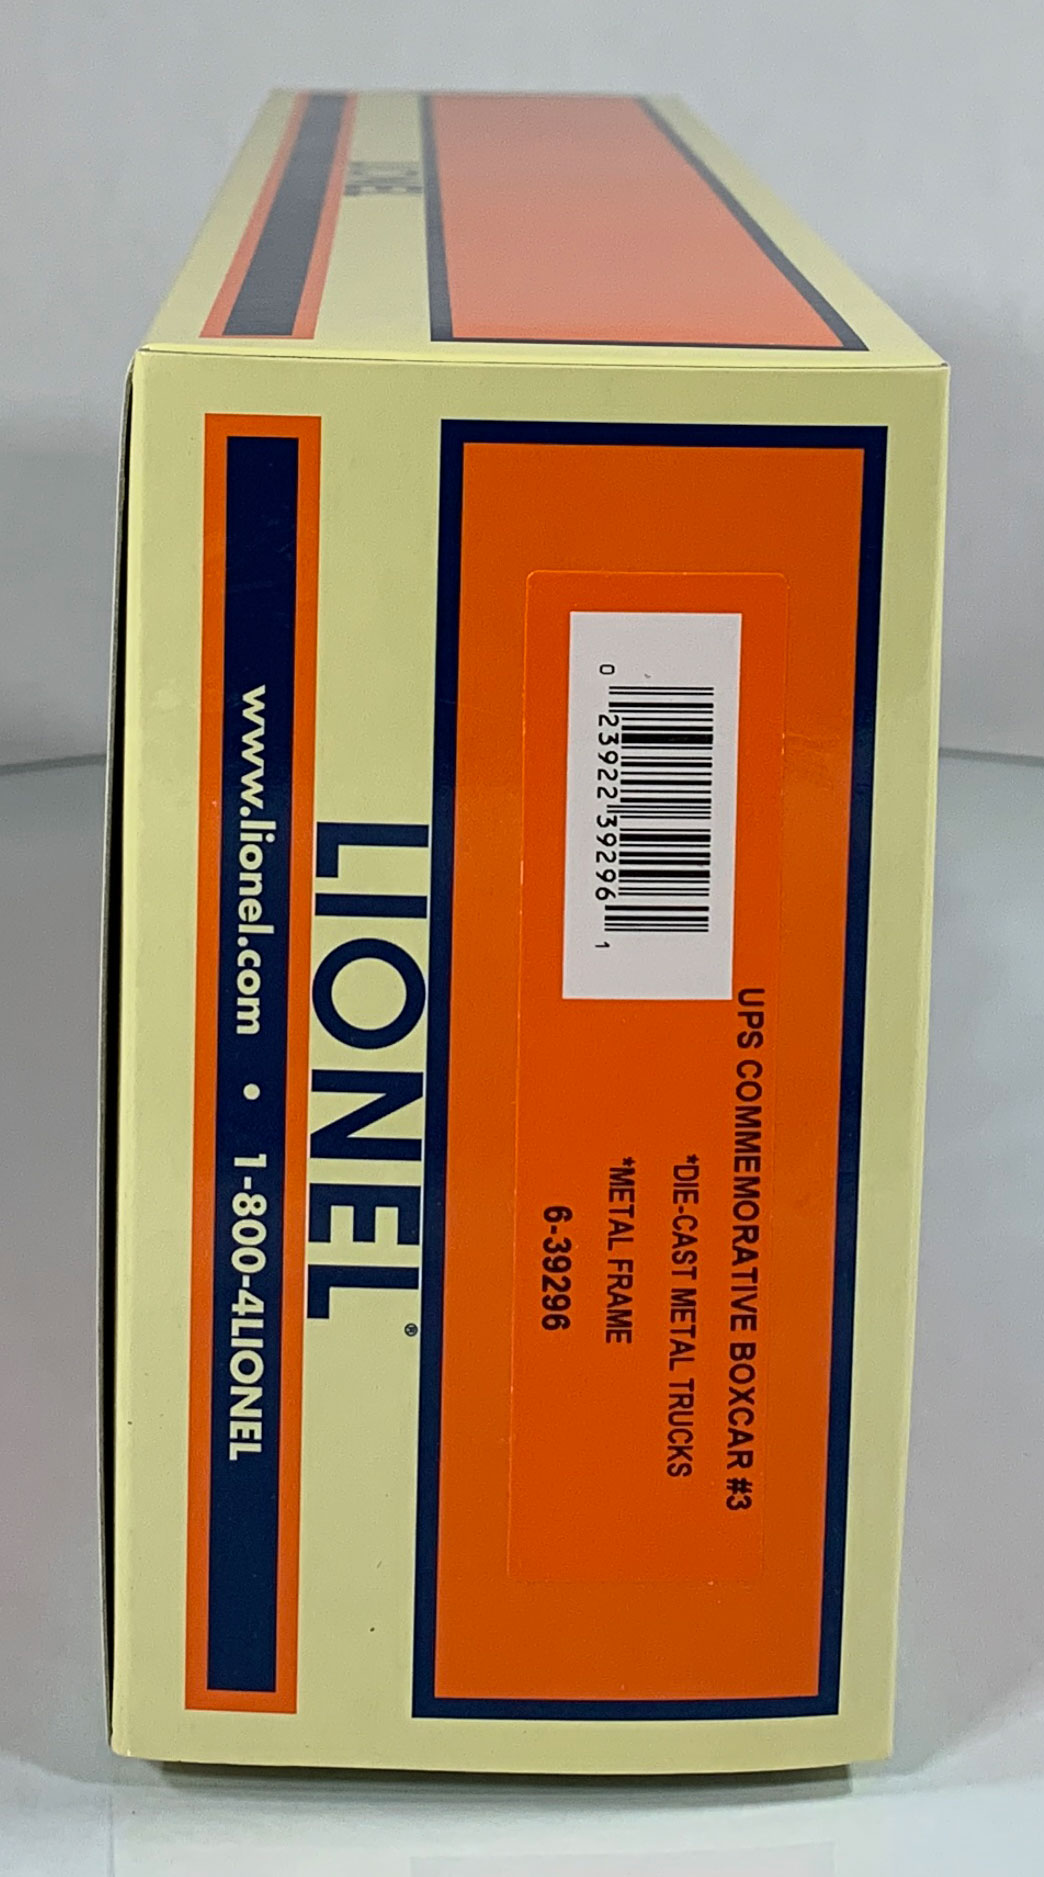 UPS COMMEMORATIVE BOXCAR #3
*DIE-CAST METAL TRUCKS
*METAL FRAME
6-39296
0 23922 39296 1
LIONEL®
www.lionel.com • 1-800-4LIONEL
LIONEL